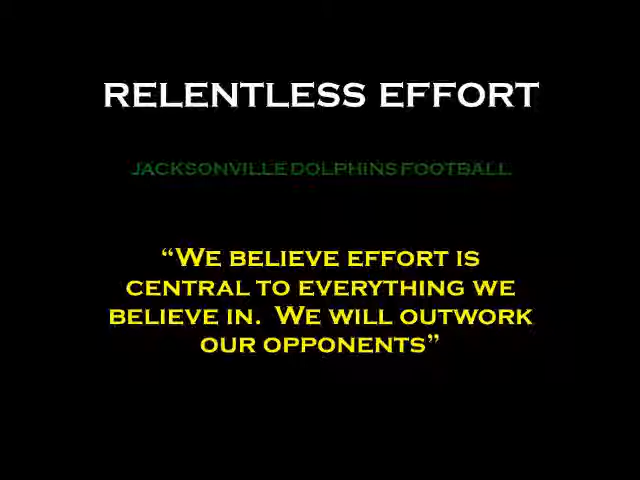 RELENTLESS EFFORT
JACKSONVILLE DOLPHINS FOOTBALL
“WE BELIEVE EFFORT IS
CENTRAL TO EVERYTHING WE
BELIEVE IN.  WE WILL OUTWORK
OUR OPPONENTS”